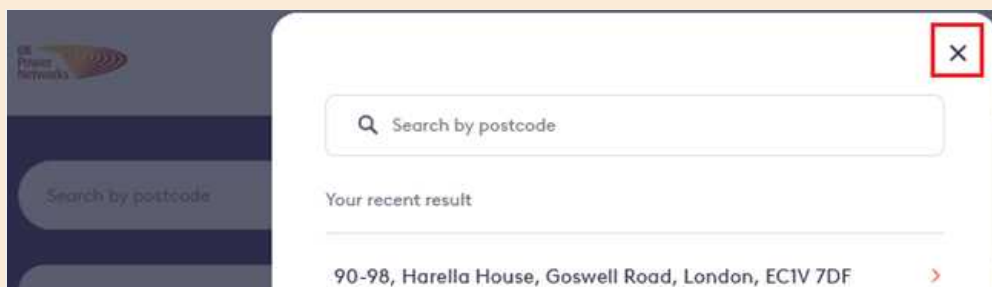 UK
Power
Networks
Search by postcode
Search by postcode
Your recent result
90-98, Harella House, Goswell Road, London, EC1V 7DF